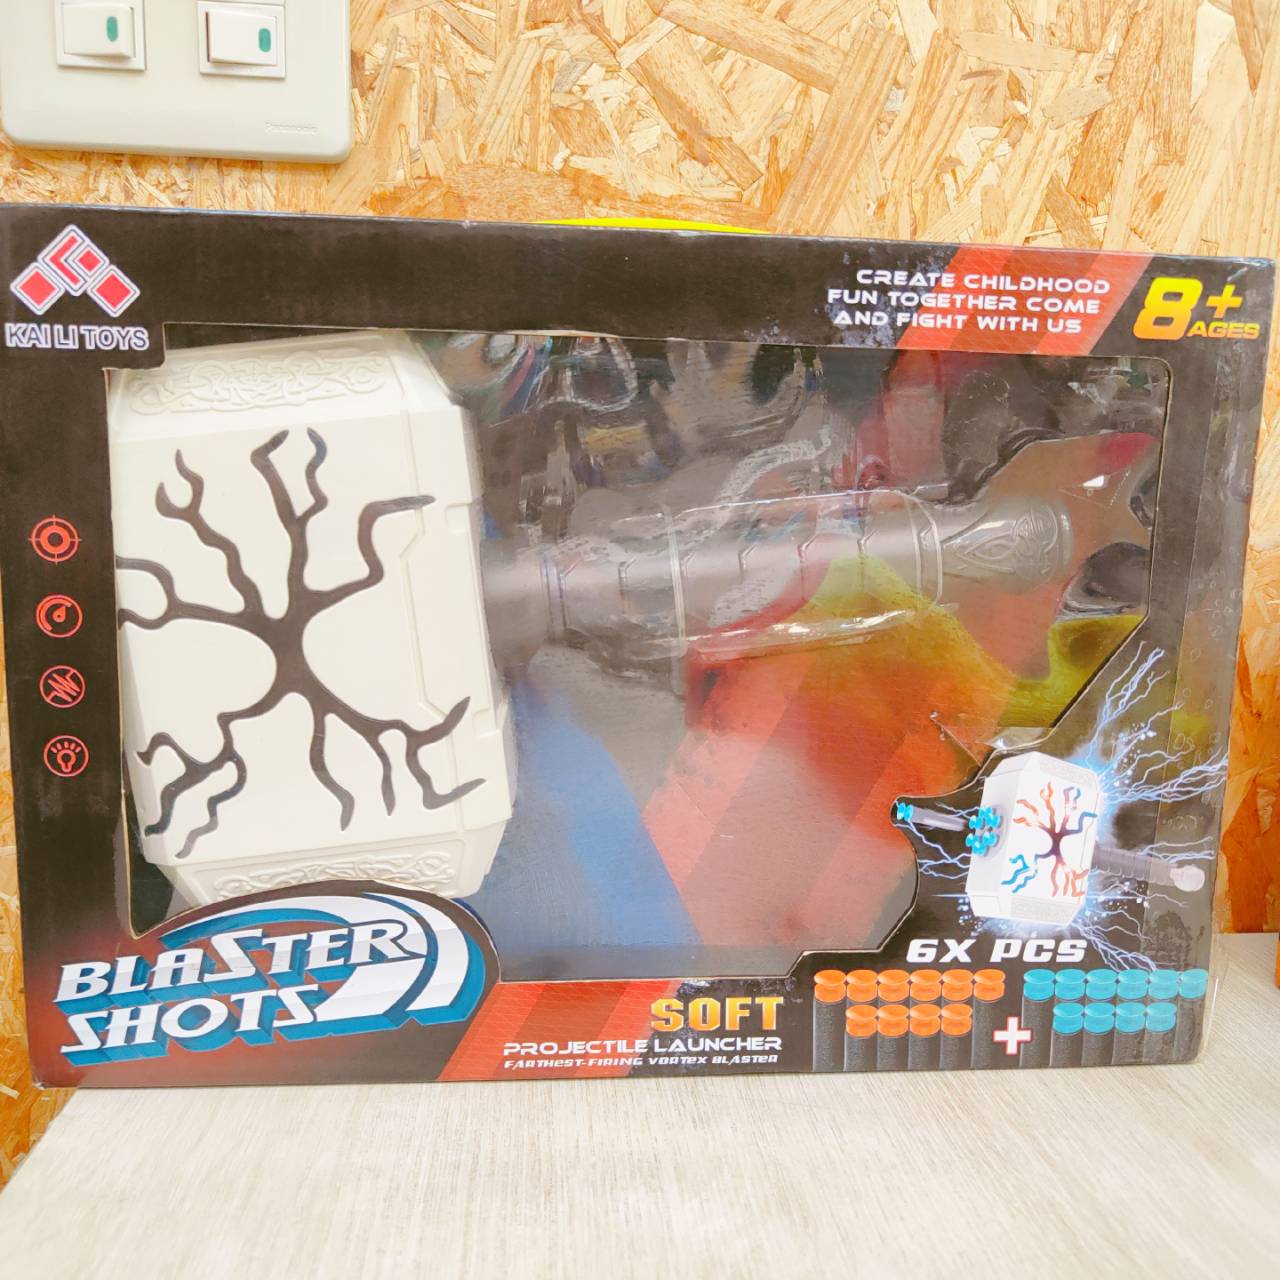 Panasonic
KAI LI TOYS
CREATE CHILDHOOD
FUN TOGETHER COME
AND FIGHT WITH US
8+
AGES
BLASTER
SHOTS
SOFT
PROJECTILE LAUNCHER
FARTHEST-FIRING VORTEX BLASTER
6X PCS
+